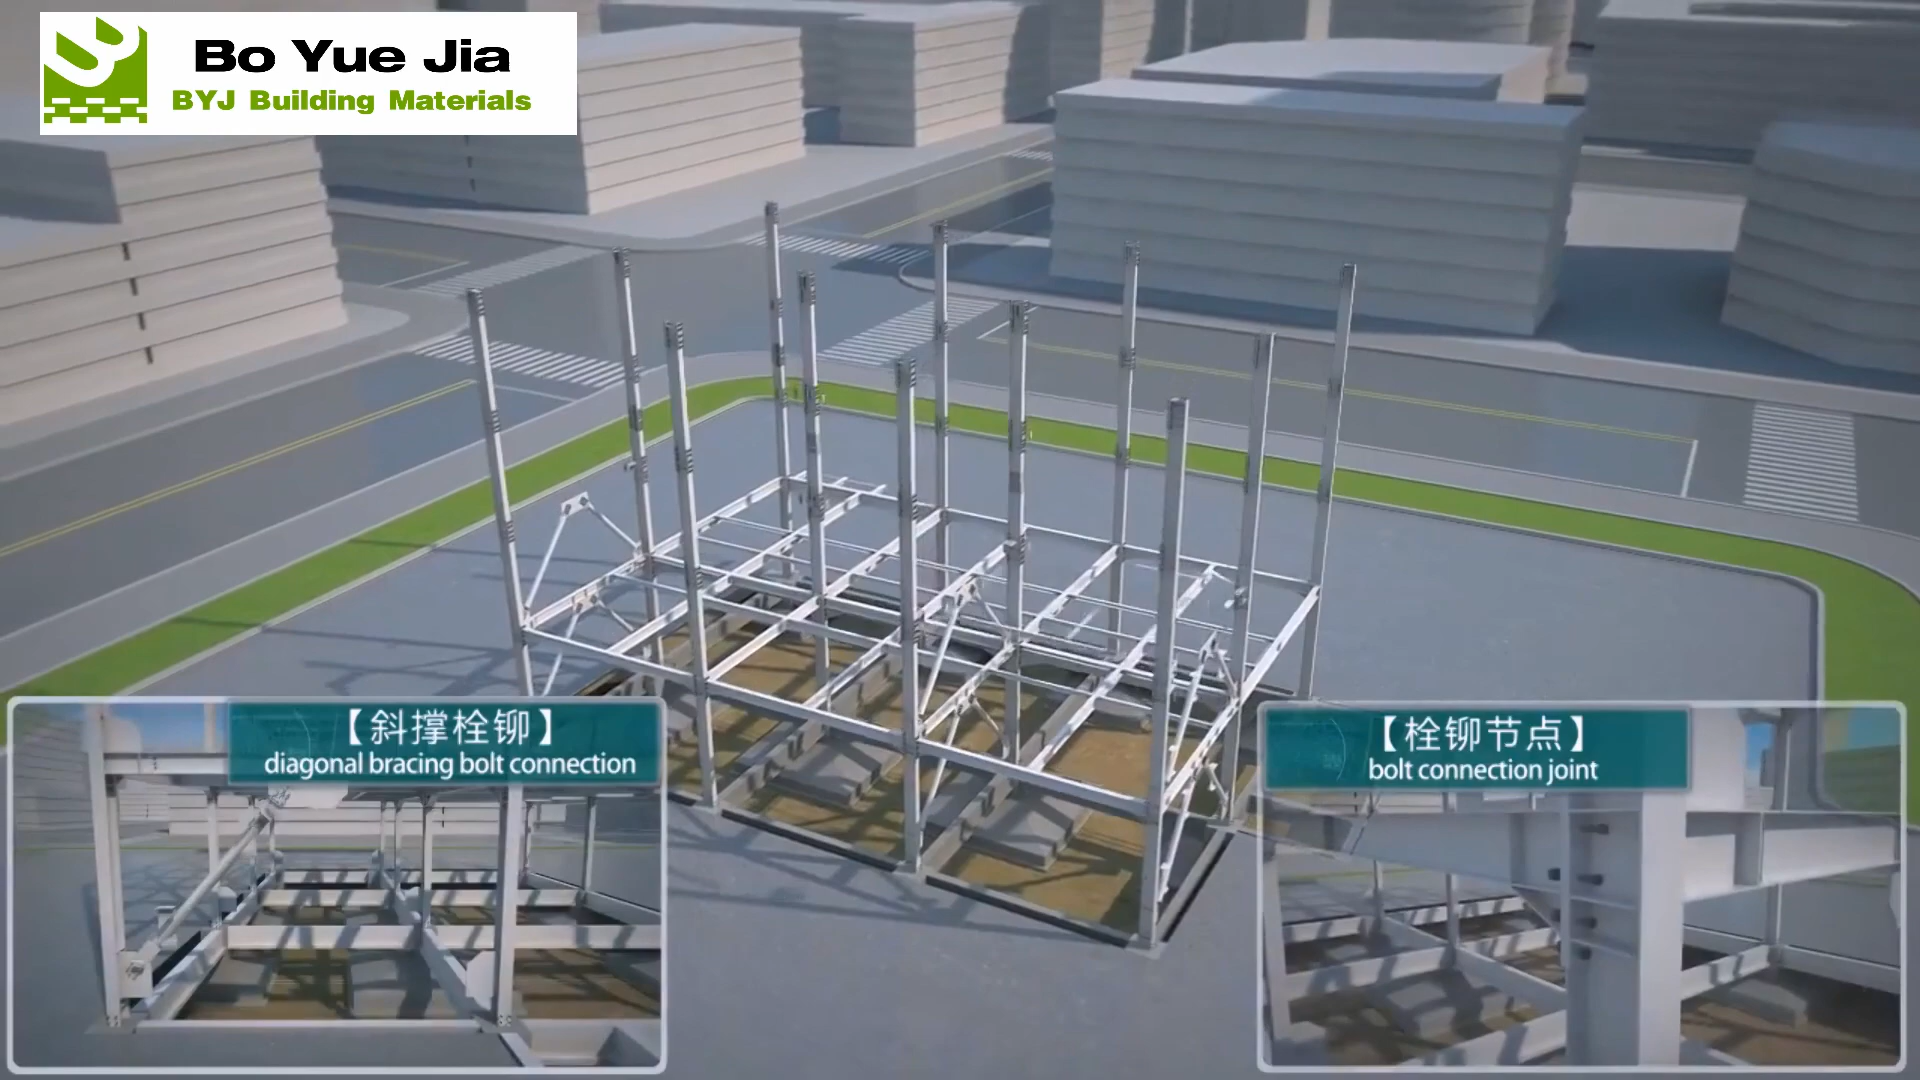 Bo Yue Jia
BYJ Building Materials
【斜撑栓铆】
diagonal bracing bolt connection
【栓铆节点】
bolt connection joint